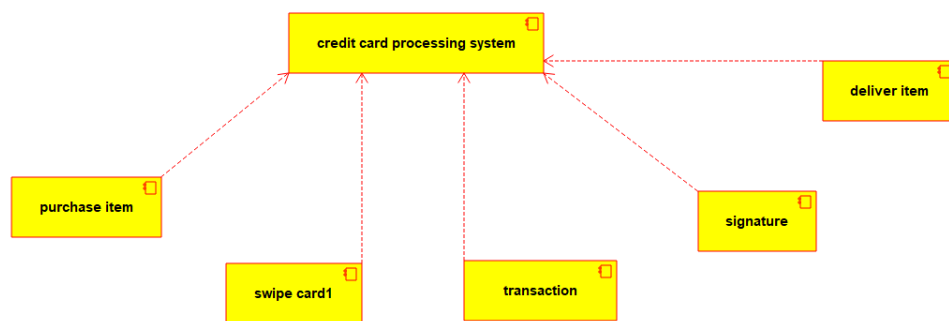 credit card processing system
deliver item
purchase item
signature
swipe card1
transaction